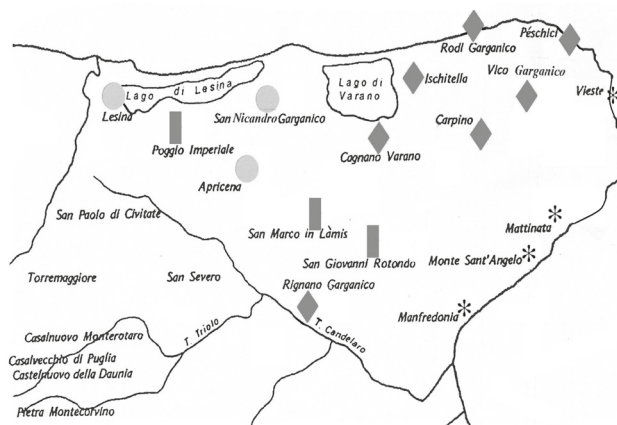 Rodi Garganico
Péschici
Lago di Lesina
Lago di
Varano
Ischitella
Vico Garganico
Vieste
Lesina
San Nicandro Garganico
Carpino
Poggio Imperiale
Cagnano Varano
Apricena
San Paolo di Civitate
San Marco in Làmis
Mattinata
San Giovanni Rotondo
Monte Sant'Angelo
Torremaggiore
San Severo
Rignano Garganico
Manfredonia
Casalnuovo Monterotaro
T. Triolo
T. Candelaro
Casalvecchio di Puglia
Castelnuovo della Daunia
Pietra Montecorvino